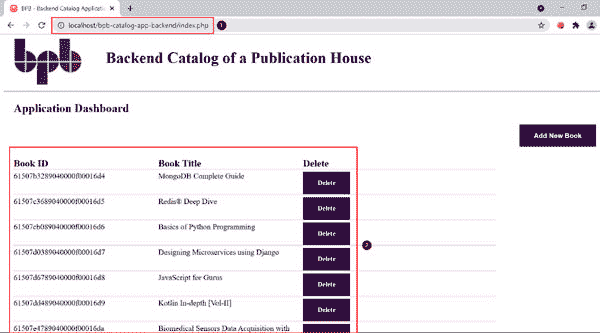 BPB - Backend Catalog Applicatio
localhost/bpb-catalog-app-backend/index.php
1
bpb
Backend Catalog of a Publication House
Application Dashboard
Add New Book
Book ID Book Title Delete
61507b3289040000f00016d4 MongoDB Complete Guide Delete
61507c3689040000f00016d5 Redis® Deep Dive Delete
61507cb089040000f00016d6 Basics of Python Programming Delete
61507d0389040000f00016d7 Designing Microservices using Django Delete
2
61507d6789040000f00016d8 JavaScript for Gurus Delete
61507dd489040000f00016d9 Kotlin In-depth [Vol-II] Delete
61507e4789040000f00016da Biomedical Sensors Data Acquisition with